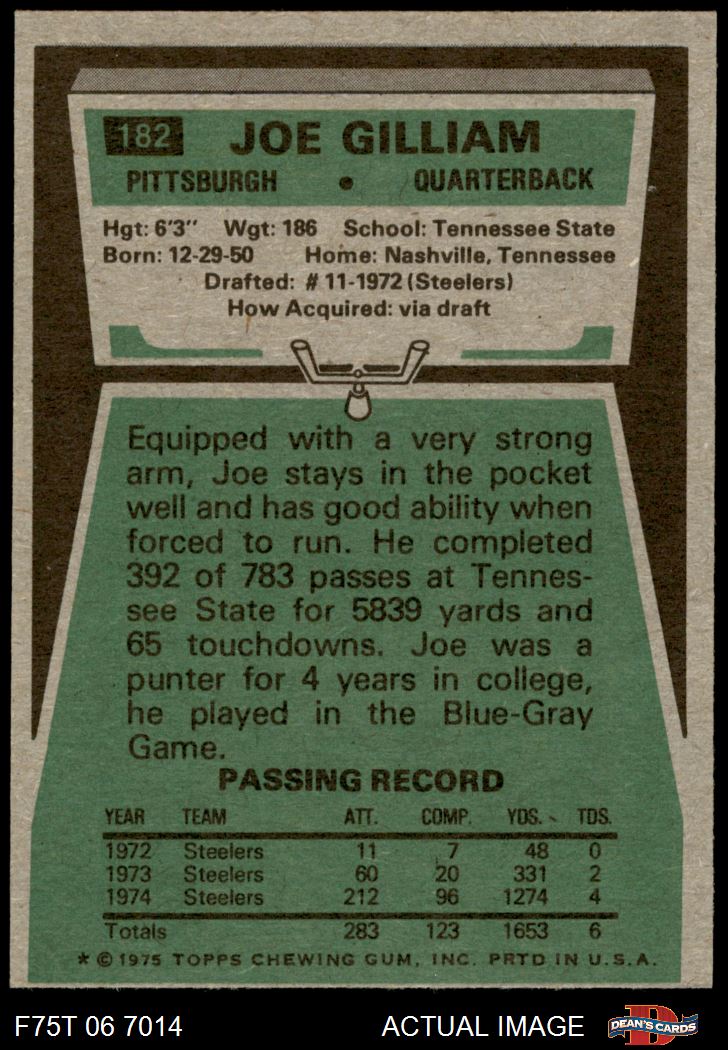 182 JOE GILLIAM
PITTSBURGH • QUARTERBACK
Hgt: 6'3" Wgt: 186 School: Tennessee State
Born: 12-29-50 Home: Nashville, Tennessee
Drafted: # 11-1972 (Steelers)
How Acquired: via draft
Equipped with a very strong
arm, Joe stays in the pocket
well and has good ability when
forced to run. He completed
392 of 783 passes at Tennes-
see State for 5839 yards and
65 touchdowns. Joe was a
punter for 4 years in college,
he played in the Blue-Gray
Game.
PASSING RECORD
YEAR TEAM ATT. COMP. YDS. TDS.
1972 Steelers 11 7 48 0
1973 Steelers 60 20 331 2
1974 Steelers 212 96 1274 4
Totals 283 123 1653 6
* © 1975 TOPPS CHEWING GUM, INC. PRTD IN U.S.A.
F75T 06 7014 ACTUAL IMAGE D DEAN'S CARDS